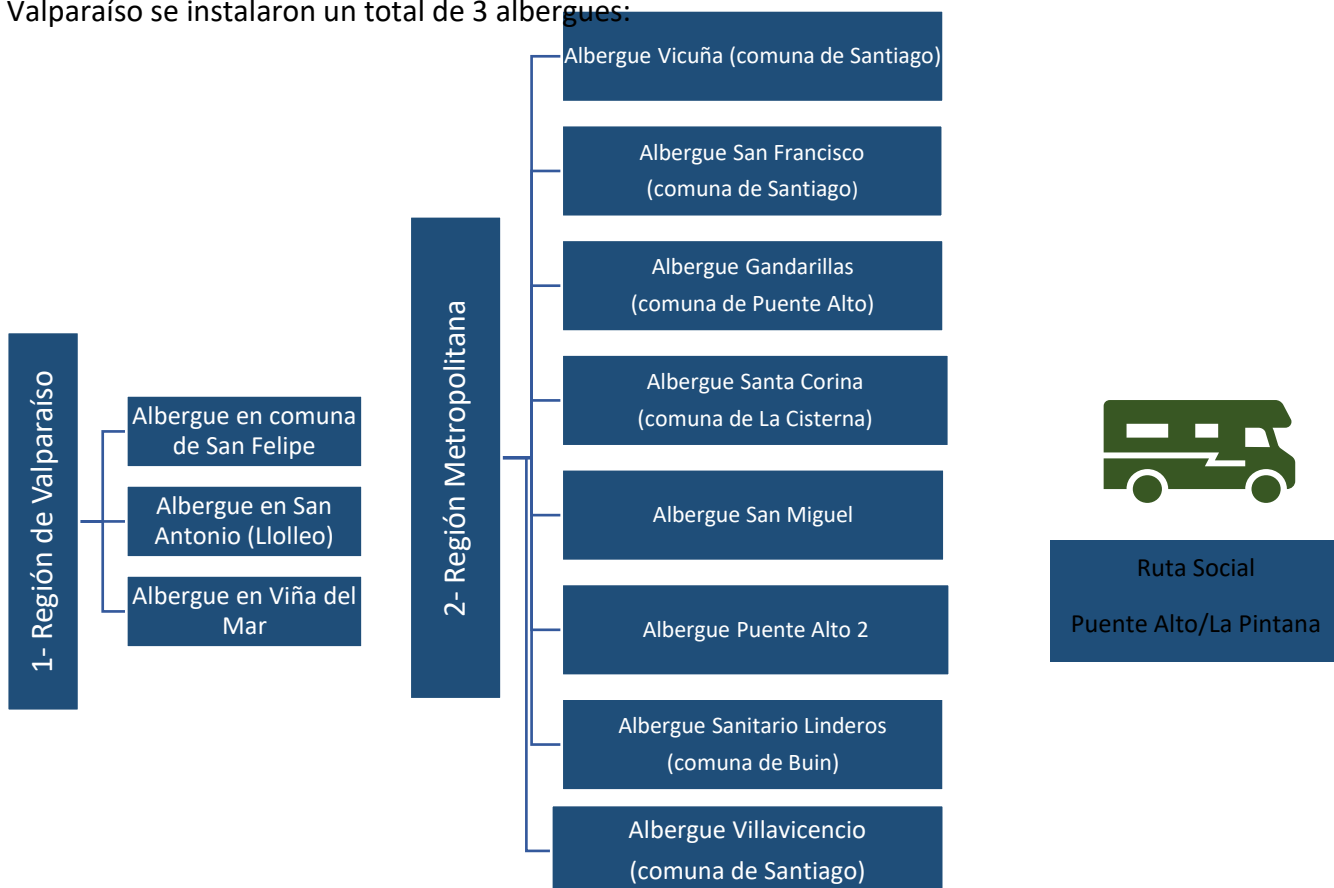 Valparaíso se instalaron un total de 3 albergues:
1- Región de Valparaíso
Albergue en comuna
de San Felipe
Albergue en San
Antonio (Llolleo)
Albergue en Viña del
Mar
2- Región Metropolitana
Albergue Vicuña (comuna de Santiago)
Albergue San Francisco
(comuna de Santiago)
Albergue Gandarillas
(comuna de Puente Alto)
Albergue Santa Corina
(comuna de La Cisterna)
Albergue San Miguel
Albergue Puente Alto 2
Albergue Sanitario Linderos
(comuna de Buin)
Albergue Villavicencio
(comuna de Santiago)
Ruta Social
Puente Alto/La Pintana